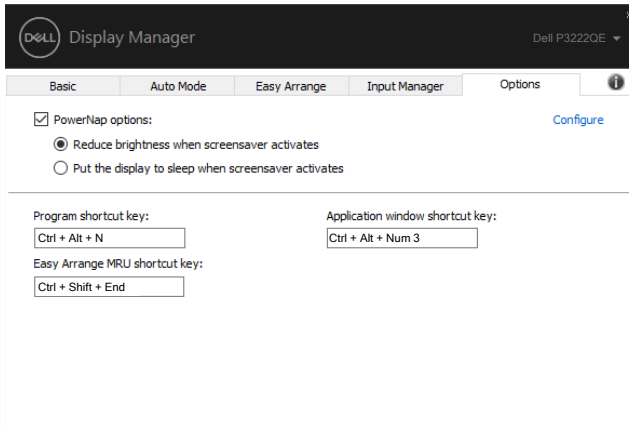 DELL Display Manager
Dell P3222QE
Basic Auto Mode Easy Arrange Input Manager Options
PowerNap options: Configure
Reduce brightness when screensaver activates
Put the display to sleep when screensaver activates
Program shortcut key: Application window shortcut key:
Ctrl + Alt + N Ctrl + Alt + Num 3
Easy Arrange MRU shortcut key:
Ctrl + Shift + End